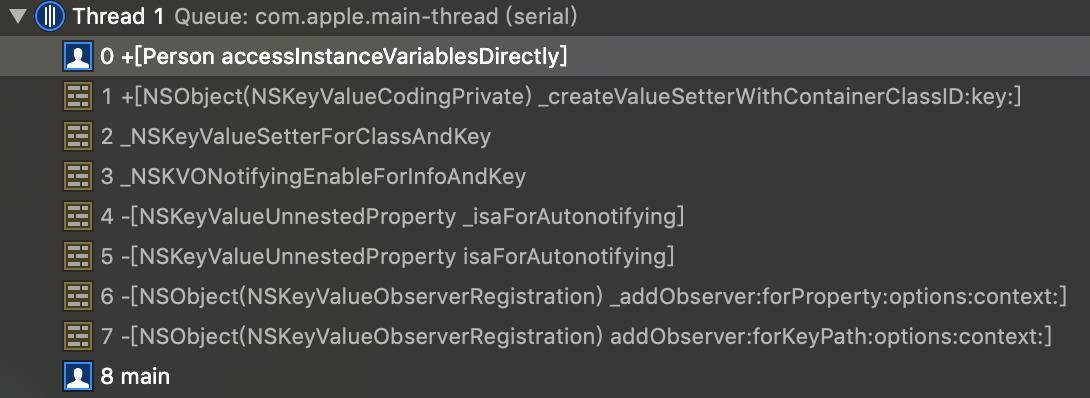 Thread 1 Queue: com.apple.main-thread (serial)
0 +[Person accessInstanceVariablesDirectly]
1 +[NSObject(NSKeyValueCodingPrivate) _createValueSetterWithContainerClassID:key:]
2 _NSKeyValueSetterForClassAndKey
3 _NSKVONotifyingEnableForInfoAndKey
4 -[NSKeyValueUnnestedProperty _isaForAutonotifying]
5 -[NSKeyValueUnnestedProperty isaForAutonotifying]
6 -[NSObject(NSKeyValueObserverRegistration) _addObserver:forProperty:options:context:]
7 -[NSObject(NSKeyValueObserverRegistration) addObserver:forKeyPath:options:context:]
8 main